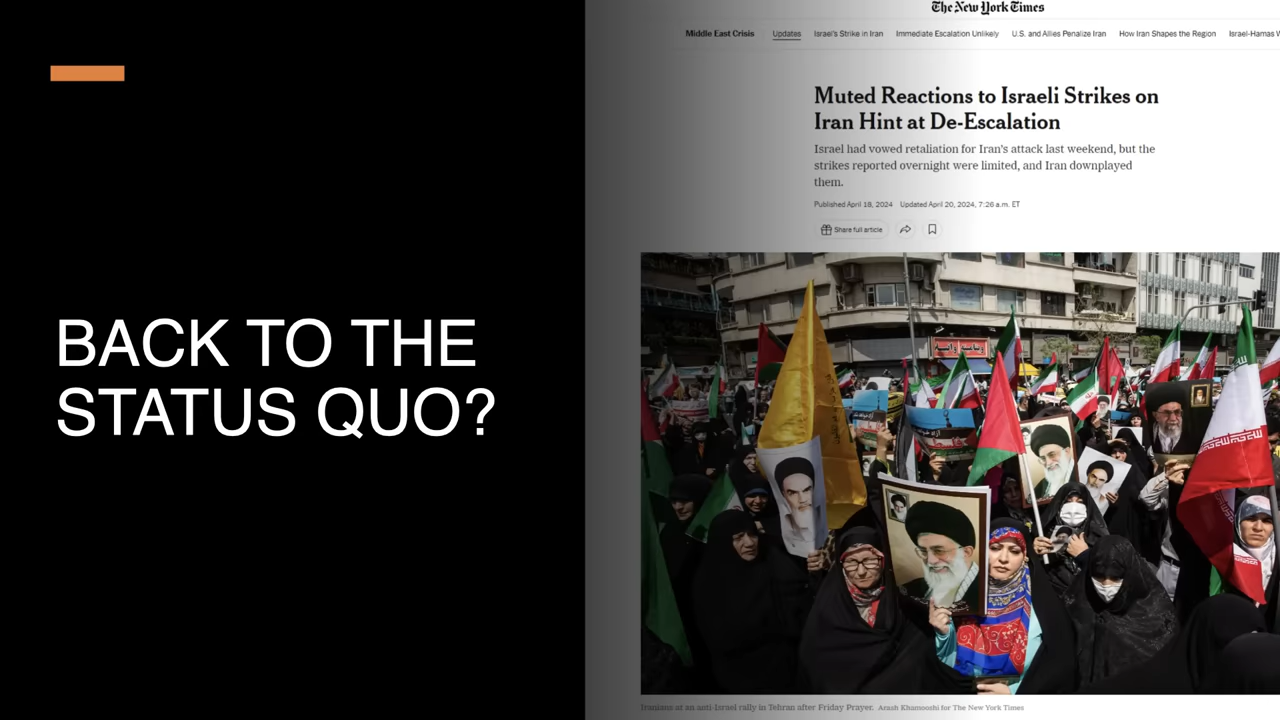 BACK TO THE
STATUS QUO?
The New York Times
Middle East Crisis
Updates
Israel's Strike in Iran
Immediate Escalation Unlikely
U.S. and Allies Penalize Iran
How Iran Shapes the Region
Israel-Hamas W
Muted Reactions to Israeli Strikes on
Iran Hint at De-Escalation
Israel had vowed retaliation for Iran's attack last weekend, but the
strikes reported overnight were limited, and Iran downplayed
them.
Published April 19, 2024 Updated April 20, 2024, 7:26 a.m. ET
Share full article
Iranians at an anti-Israel rally in Tehran after Friday Prayer. Arash Khamooshi for The New York Times